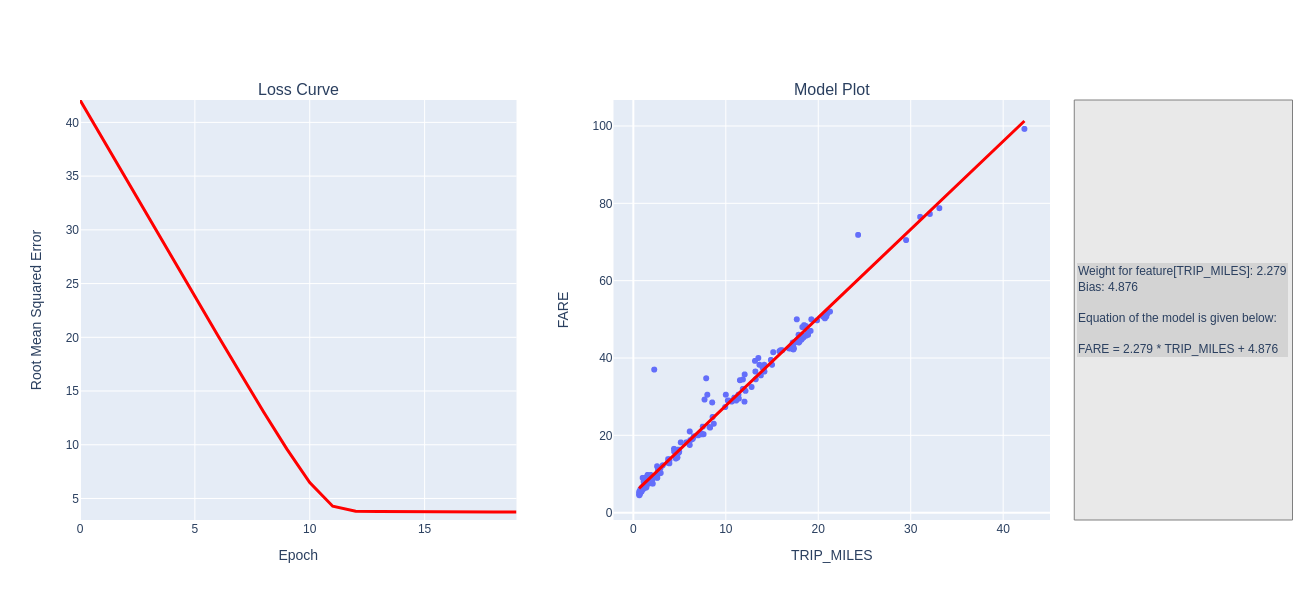 Loss Curve
Root Mean Squared Error
40
35
30
25
20
15
10
5
0
5
10
15
Epoch
Model Plot
FARE
100
80
60
40
20
0
0
10
20
30
40
TRIP_MILES
Weight for feature[TRIP_MILES]: 2.279
Bias: 4.876
Equation of the model is given below:
FARE = 2.279 * TRIP_MILES + 4.876